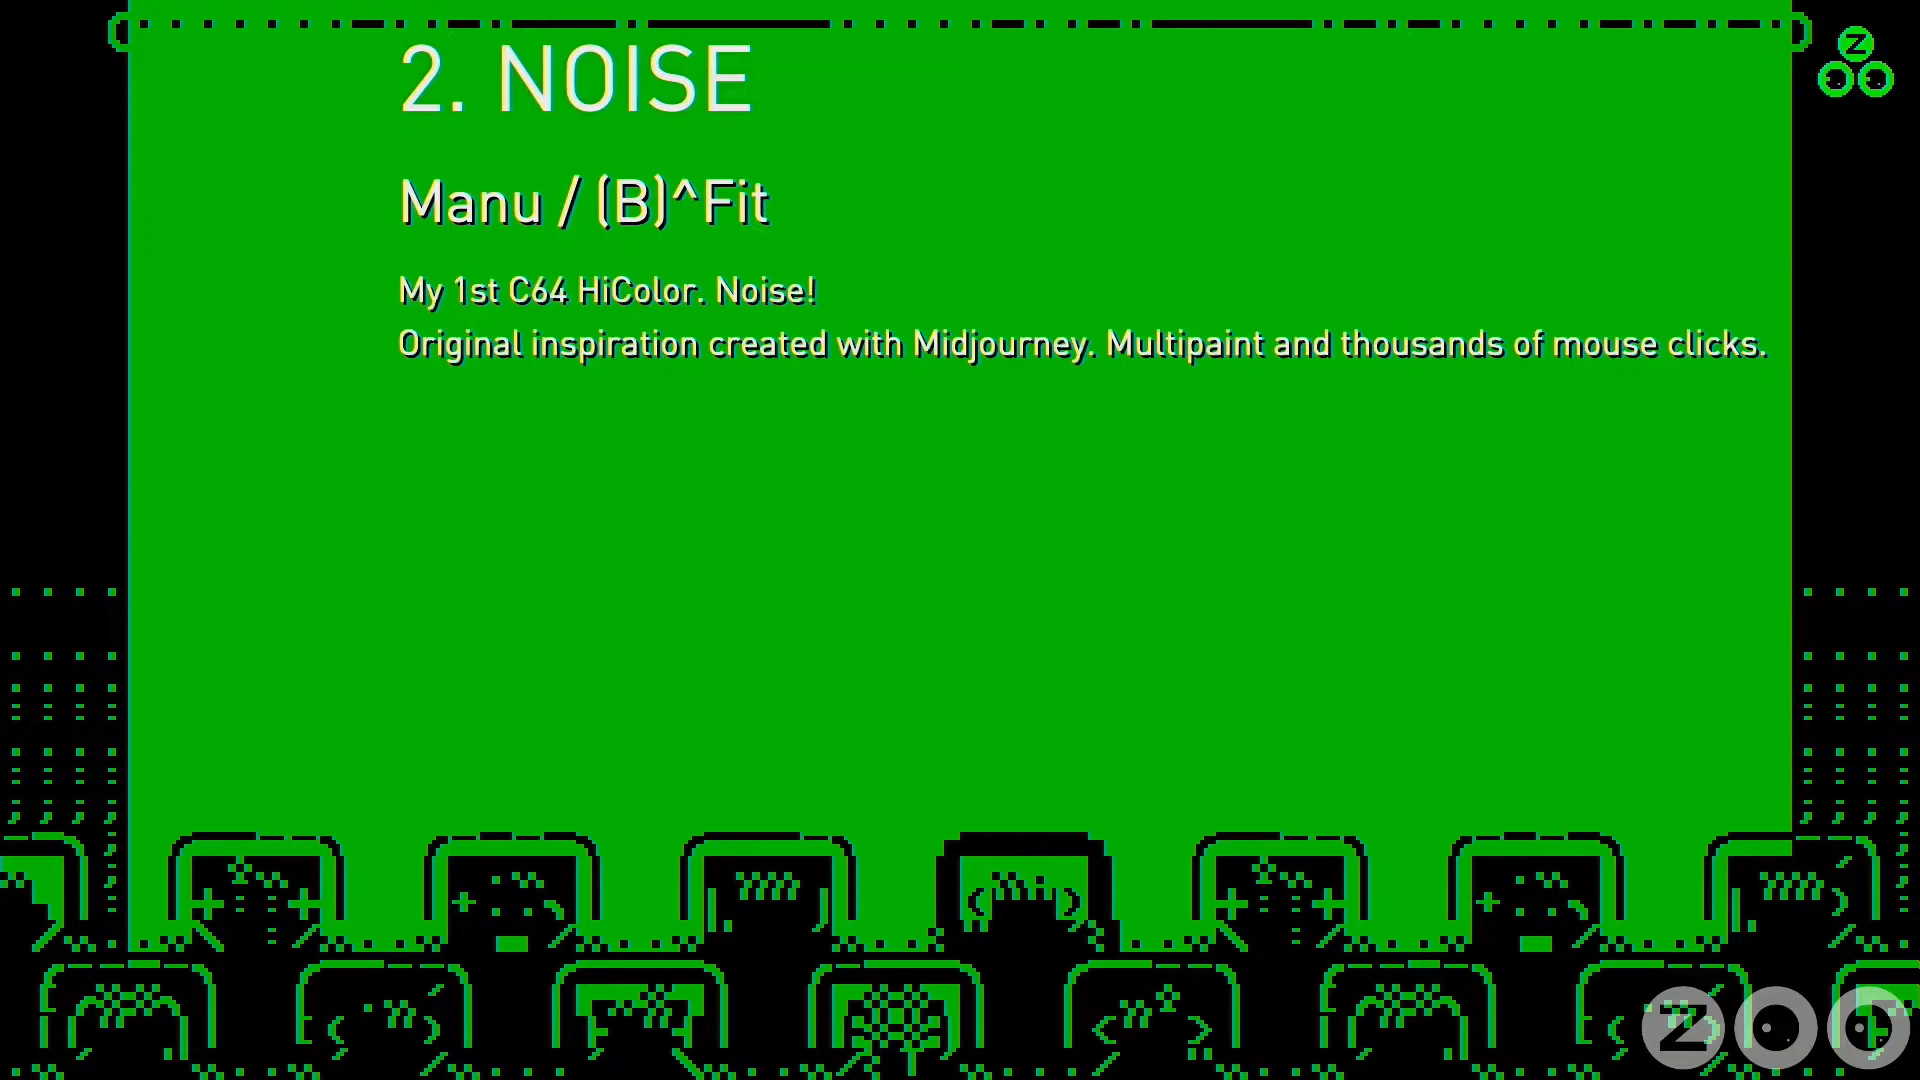 2. NOISE
Manu / (B)^Fit
My 1st C64 HiColor. Noise!
Original inspiration created with Midjourney. Multipaint and thousands of mouse clicks.
Z
ZOO